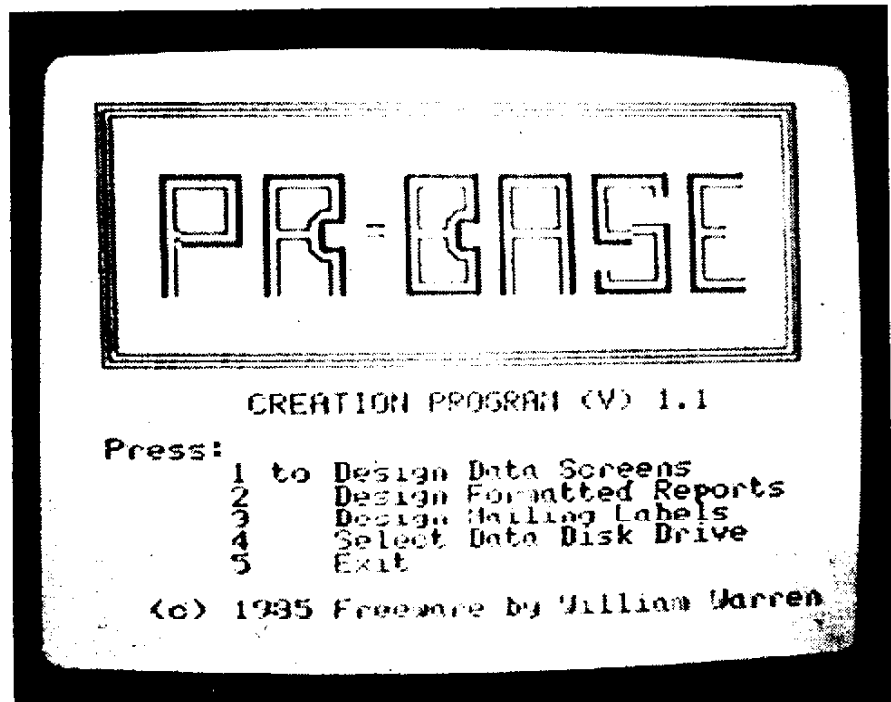 PR-BASE
CREATION PROGRAM (V) 1.1
Press:
1 to Design Data Screens
2 Design Formatted Reports
3 Design Mailing Labels
4 Select Data Disk Drive
5 Exit
(c) 1985 Freeware by William Warren